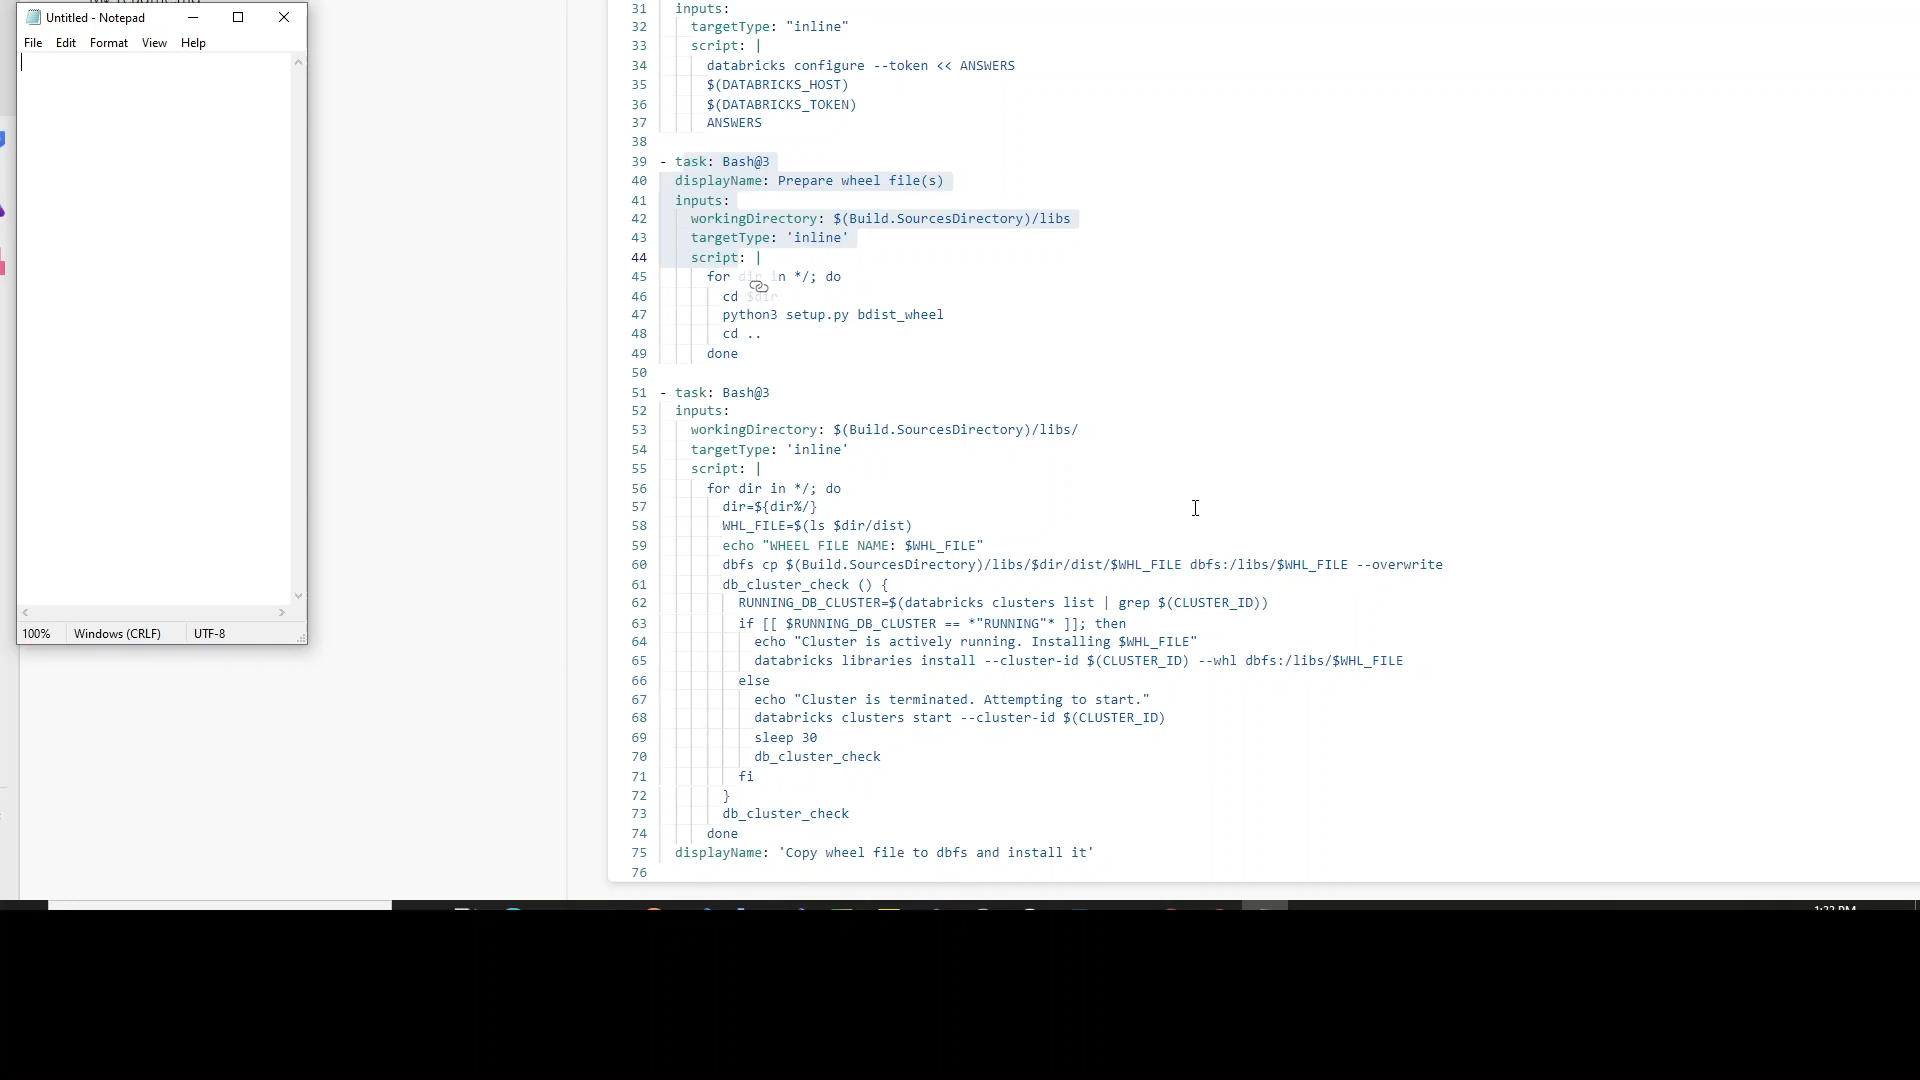 Untitled - Notepad
File Edit Format View Help
100% Windows (CRLF) UTF-8
31 inputs:
32 targetType: "inline"
33 script: |
34 databricks configure --token << ANSWERS
35 $(DATABRICKS_HOST)
36 $(DATABRICKS_TOKEN)
37 ANSWERS
38
39 - task: Bash@3
40 displayName: Prepare wheel file(s)
41 inputs:
42 workingDirectory: $(Build.SourcesDirectory)/libs
43 targetType: 'inline'
44 script: |
45 for dir in */; do
46 cd $dir
47 python3 setup.py bdist_wheel
48 cd ..
49 done
50
51 - task: Bash@3
52 inputs:
53 workingDirectory: $(Build.SourcesDirectory)/libs/
54 targetType: 'inline'
55 script: |
56 for dir in */; do
57 dir=${dir%/}
58 WHL_FILE=$(ls $dir/dist)
59 echo "WHEEL FILE NAME: $WHL_FILE"
60 dbfs cp $(Build.SourcesDirectory)/libs/$dir/dist/$WHL_FILE dbfs:/libs/$WHL_FILE --overwrite
61 db_cluster_check () {
62 RUNNING_DB_CLUSTER=$(databricks clusters list | grep $(CLUSTER_ID))
63 if [[ $RUNNING_DB_CLUSTER == *"RUNNING"* ]]; then
64 echo "Cluster is actively running. Installing $WHL_FILE"
65 databricks libraries install --cluster-id $(CLUSTER_ID) --whl dbfs:/libs/$WHL_FILE
66 else
67 echo "Cluster is terminated. Attempting to start."
68 databricks clusters start --cluster-id $(CLUSTER_ID)
69 sleep 30
70 db_cluster_check
71 fi
72 }
73 db_cluster_check
74 done
75 displayName: 'Copy wheel file to dbfs and install it'
76